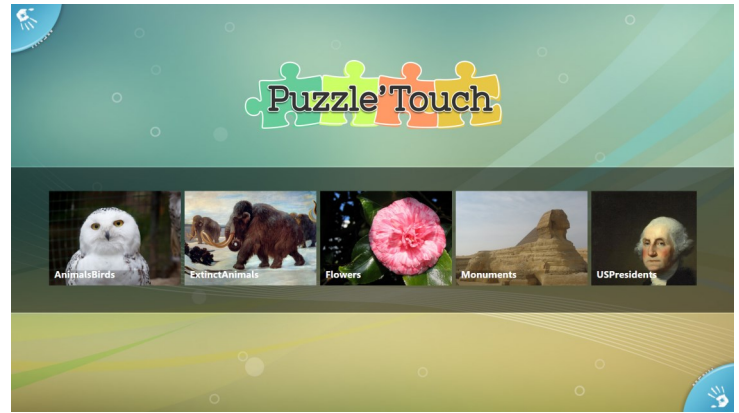 Puzzle'Touch
AnimalsBirds
ExtinctAnimals
Flowers
Monuments
USPresidents